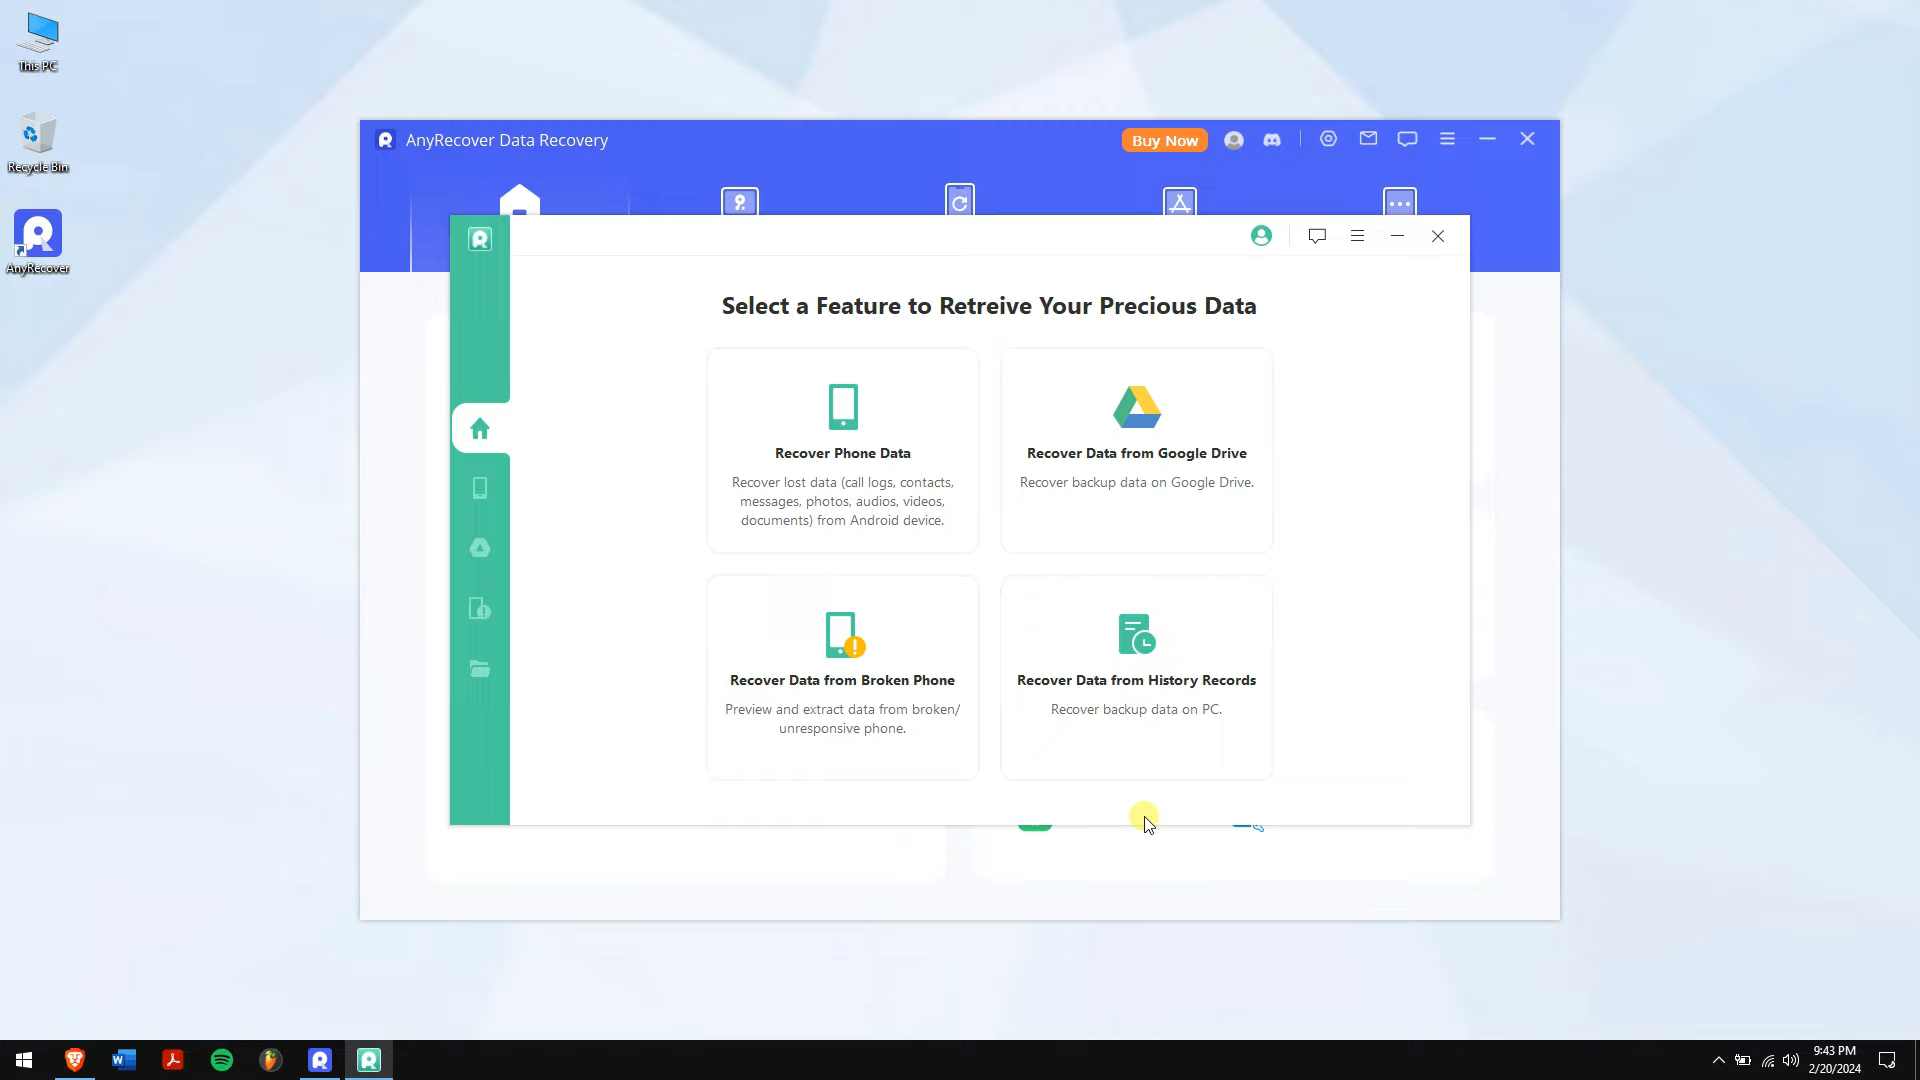 This PC
Recycle Bin
AnyRecover
AnyRecover Data Recovery
Buy Now
Select a Feature to Retreive Your Precious Data
Recover Phone Data
Recover lost data (call logs, contacts,
messages, photos, audios, videos,
documents) from Android device.
Recover Data from Google Drive
Recover backup data on Google Drive.
Recover Data from Broken Phone
Preview and extract data from broken/
unresponsive phone.
Recover Data from History Records
Recover backup data on PC.
9:43 PM
2/20/2024